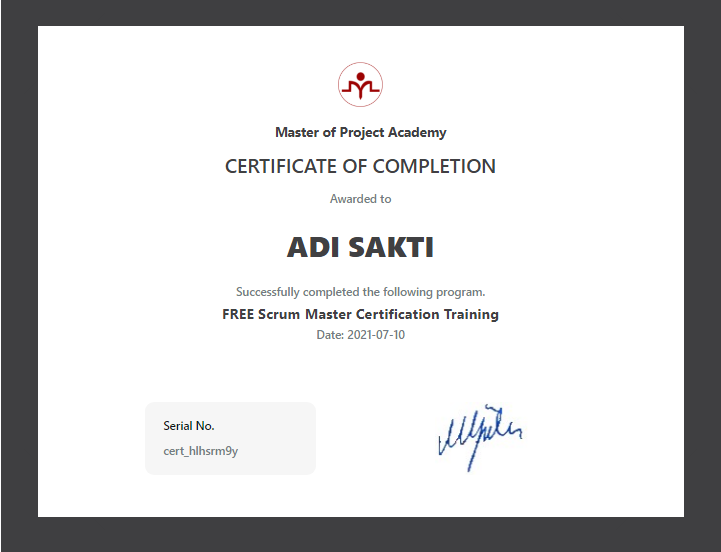 Master of Project Academy
CERTIFICATE OF COMPLETION
Awarded to
ADI SAKTI
Successfully completed the following program.
FREE Scrum Master Certification Training
Date: 2021-07-10
Serial No.
cert_hlhsrm9y